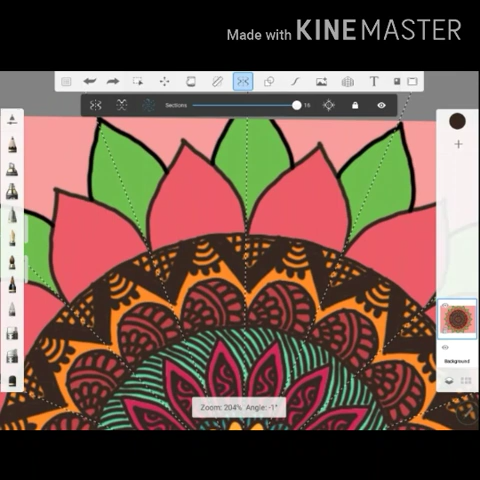 Made with KINEMASTER
T
Sections 16
Background
Zoom: 204% Angle: -1°